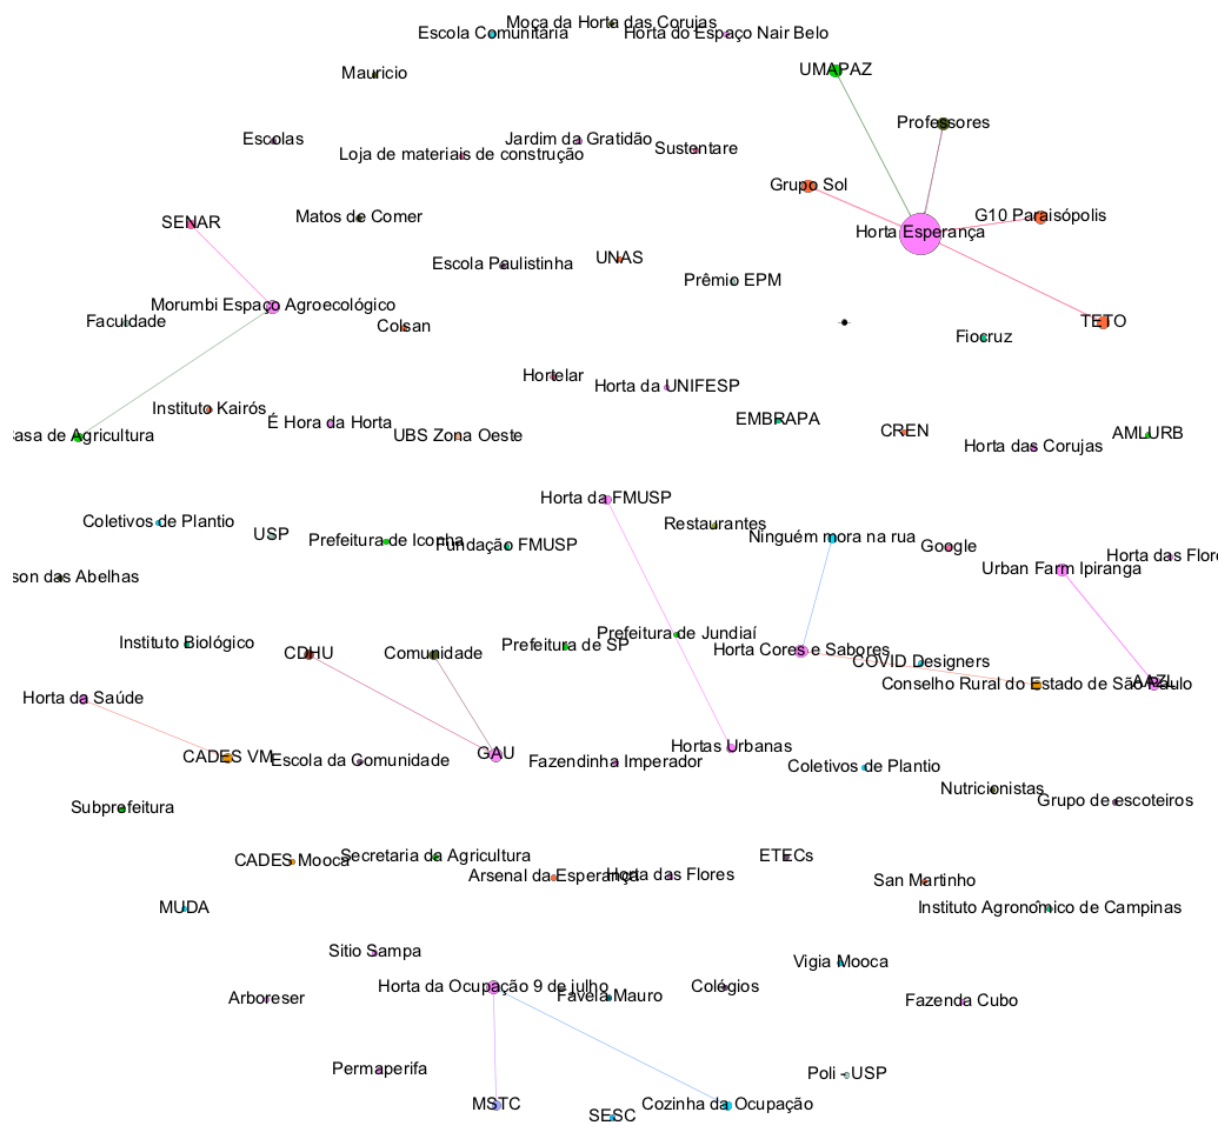 Moça da Horta das Corujas
Escola Comunitária
Horta do Espaço Nair Belo
Mauricio
UMAPAZ
Professores
Escolas
Jardim da Gratidão
Loja de materiais de construção
Sustentare
Grupo Sol
SENAR
Matos de Comer
G10 Paraisópolis
Horta Esperança
Escola Paulistinha
UNAS
Prêmio EPM
Morumbi Espaço Agroecológico
Faculdade
Colsan
TETO
Fiocruz
Hortelar
Horta da UNIFESP
Instituto Kairós
É Hora da Horta
UBS Zona Oeste
EMBRAPA
CREN
Horta das Corujas
AMLURB
asa de Agricultura
Horta da FMUSP
Coletivos de Plantio
USP
Prefeitura de Iconha
Fundação FMUSP
Restaurantes
Ninguém mora na rua
Google
Horta das Flore
Urban Farm Ipiranga
son das Abelhas
Instituto Biológico
CDHU
Comunidade
Prefeitura de SP
Prefeitura de Jundiaí
Horta Cores e Sabores
COVID Designers
Conselho Rural do Estado de São Paulo
AAZL
Horta da Saúde
CADES VM
Escola da Comunidade
GAU
Fazendinha Imperador
Hortas Urbanas
Coletivos de Plantio
Nutricionistas
Grupo de escoteiros
Subprefeitura
CADES Mooca
Secretaria da Agricultura
Arsenal da Esperança
Horta das Flores
ETECs
San Martinho
MUDA
Instituto Agronômico de Campinas
Sitio Sampa
Vigia Mooca
Horta da Ocupação 9 de julho
Favela Mauro
Colégios
Arboreser
Fazenda Cubo
Permaperifa
Poli - USP
MSTC
SESC
Cozinha da Ocupação